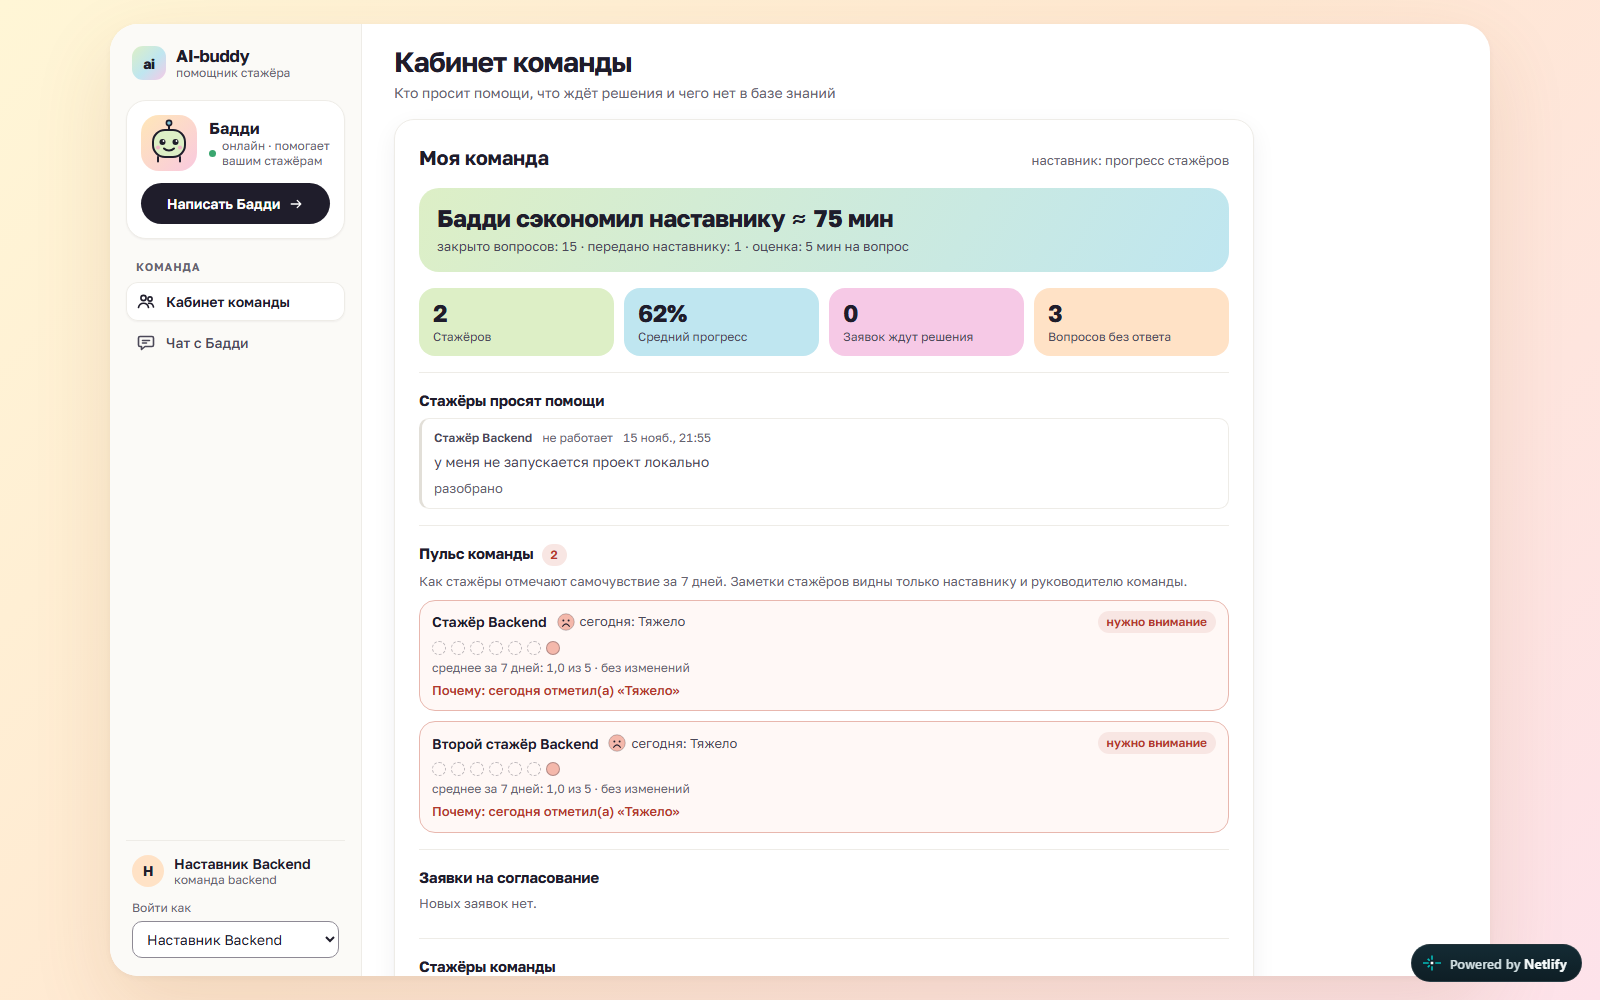 ai
AI-buddy
помощник стажёра
Бадди
онлайн · помогает
вашим стажёрам
Написать Бадди →
КОМАНДА
Кабинет команды
Чат с Бадди
Н
Наставник Backend
команда backend
Войти как
Наставник Backend
Кабинет команды
Кто просит помощи, что ждёт решения и чего нет в базе знаний
Моя команда
наставник: прогресс стажёров
Бадди сэкономил наставнику ≈ 75 мин
закрыто вопросов: 15 · передано наставнику: 1 · оценка: 5 мин на вопрос
2
Стажёров
62%
Средний прогресс
0
Заявок ждут решения
3
Вопросов без ответа
Стажёры просят помощи
Стажёр Backend не работает 15 нояб., 21:55
у меня не запускается проект локально
разобрано
Пульс команды 2
Как стажёры отмечают самочувствие за 7 дней. Заметки стажёров видны только наставнику и руководителю команды.
Стажёр Backend сегодня: Тяжело
нужно внимание
среднее за 7 дней: 1,0 из 5 · без изменений
Почему: сегодня отметил(а) «Тяжело»
Второй стажёр Backend сегодня: Тяжело
нужно внимание
среднее за 7 дней: 1,0 из 5 · без изменений
Почему: сегодня отметил(а) «Тяжело»
Заявки на согласование
Новых заявок нет.
Стажёры команды
Powered by Netlify